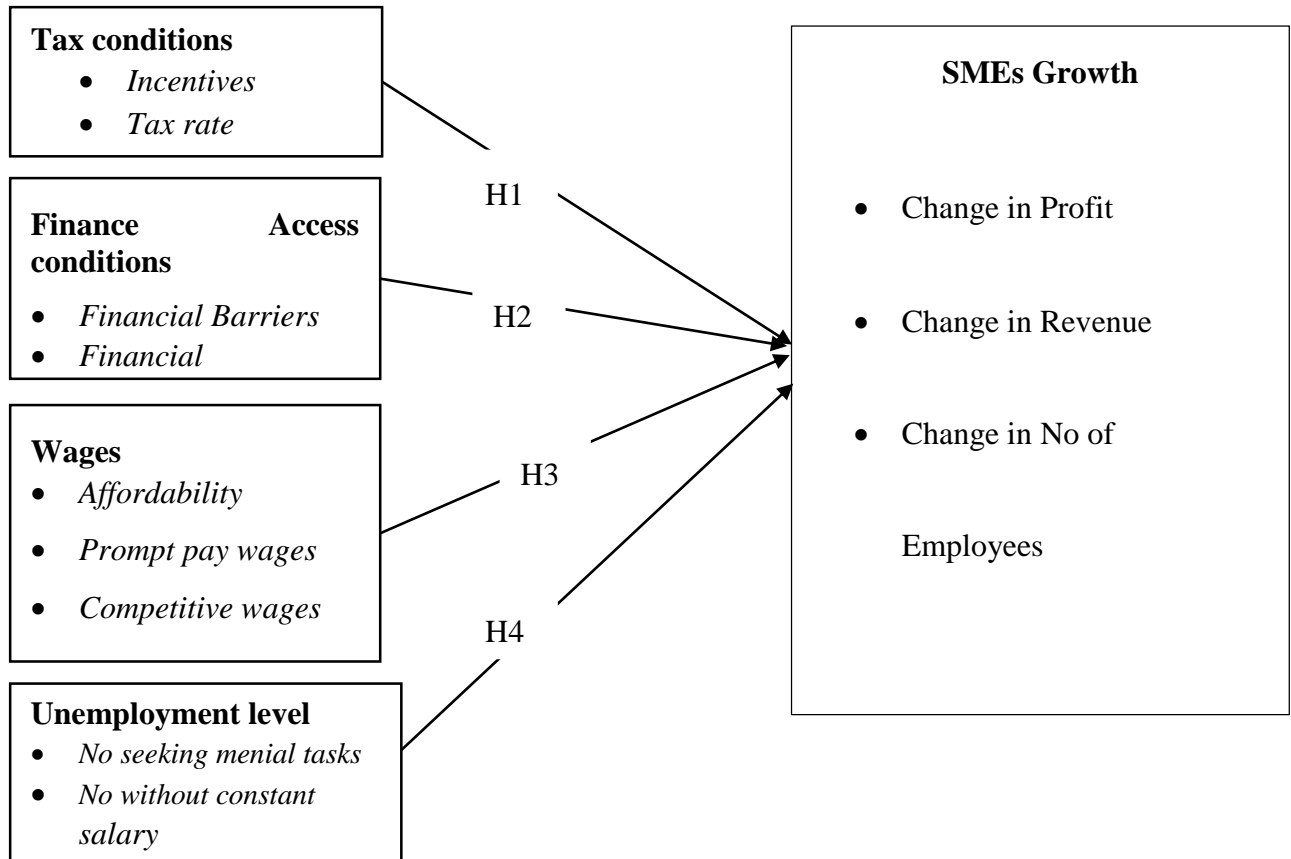 Tax conditions
• Incentives
• Tax rate
Finance Access
conditions
• Financial Barriers
• Financial
Wages
• Affordability
• Prompt pay wages
• Competitive wages
Unemployment level
• No seeking menial tasks
• No without constant
salary
H1
H2
H3
H4
SMEs Growth
• Change in Profit
• Change in Revenue
• Change in No of
Employees